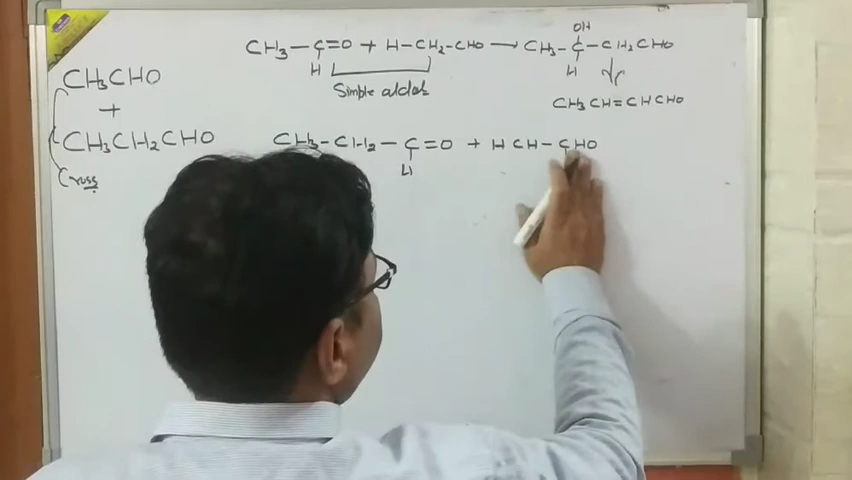 CH3 — C = O + H — CH2 — CHO → CH3 — C — CH2CHO
OH
H
H
Simple aldol
CH3CH = CHCHO
CH3CHO
+
CH3CH2CHO
Cross
CH3 — CH2 — C = O + H CH — CHO
H